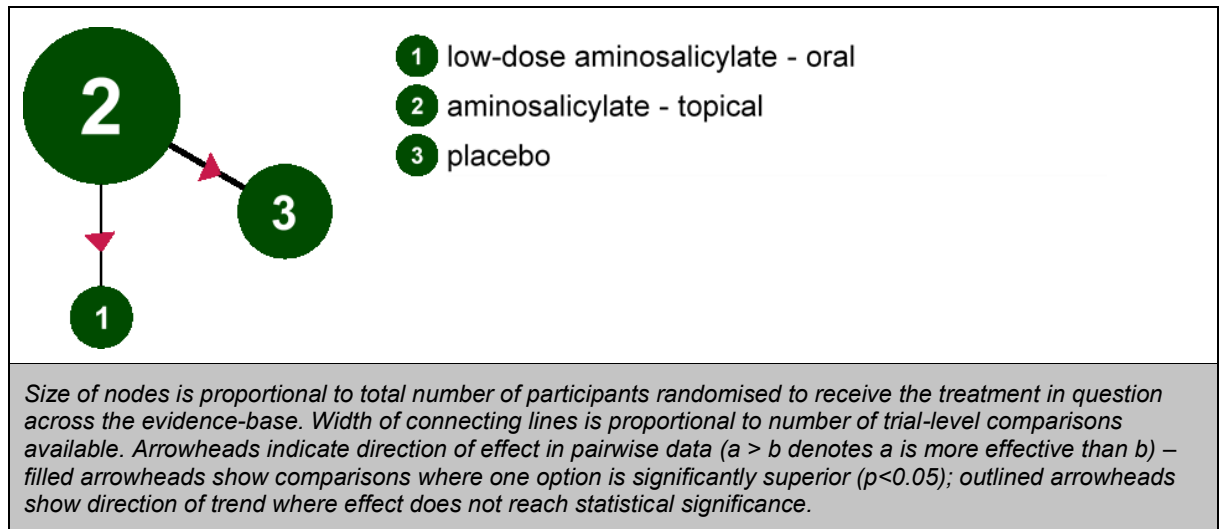 2
3
1
1 low-dose aminosalicylate - oral
2 aminosalicylate - topical
3 placebo
Size of nodes is proportional to total number of participants randomised to receive the treatment in question
across the evidence-base. Width of connecting lines is proportional to number of trial-level comparisons
available. Arrowheads indicate direction of effect in pairwise data (a > b denotes a is more effective than b) –
filled arrowheads show comparisons where one option is significantly superior (p<0.05); outlined arrowheads
show direction of trend where effect does not reach statistical significance.